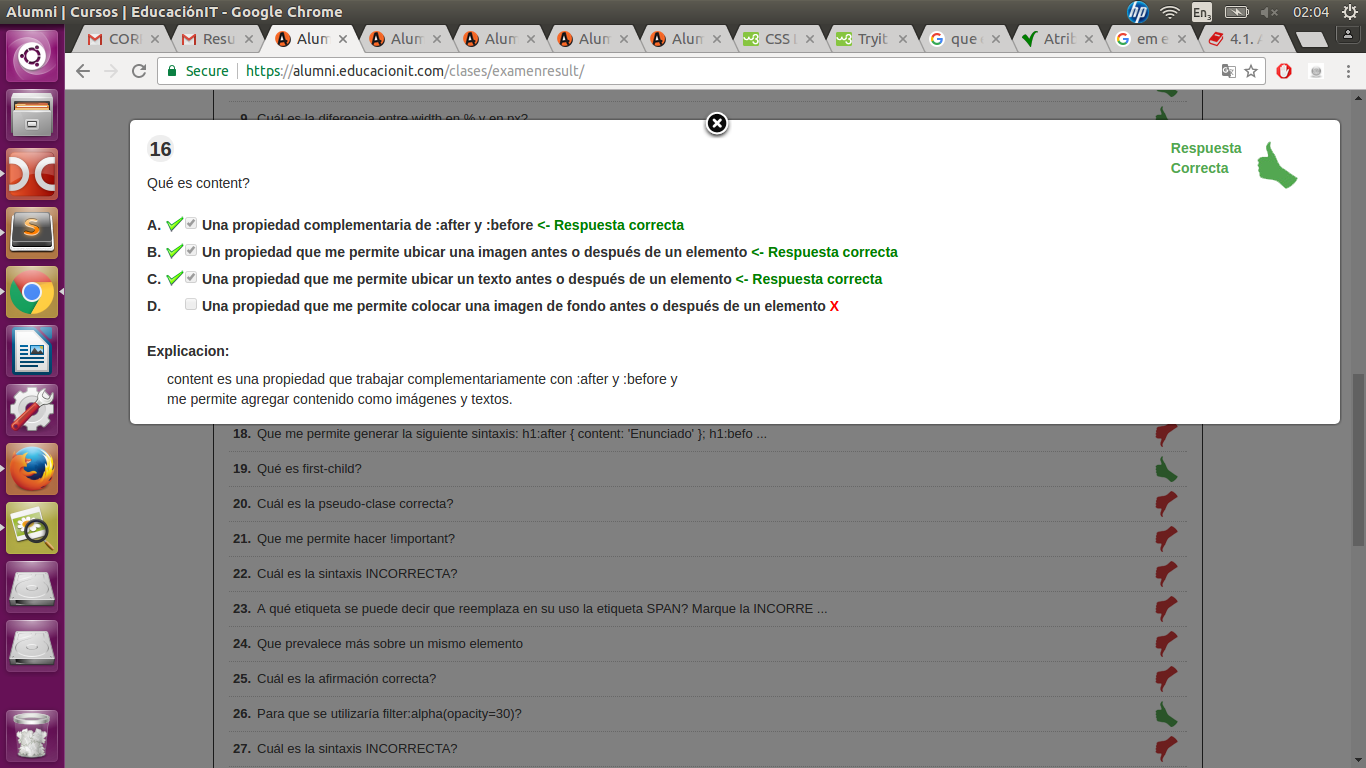 Alumni | Cursos | EducaciónIT - Google Chrome
hp En3 02:04
CORI Resu Alum Alum Alum Alum Alum CSS Tryit que Atrib em e 4.1. A
Secure https://alumni.educacionit.com/clases/examenresult/
9. Cuál es la diferencia entre width en % y en px?
16
Respuesta
Correcta
Qué es content?
A. Una propiedad complementaria de :after y :before <- Respuesta correcta
B. Un propiedad que me permite ubicar una imagen antes o después de un elemento <- Respuesta correcta
C. Una propiedad que me permite ubicar un texto antes o después de un elemento <- Respuesta correcta
D. Una propiedad que me permite colocar una imagen de fondo antes o después de un elemento X
Explicacion:
content es una propiedad que trabajar complementariamente con :after y :before y
me permite agregar contenido como imágenes y textos.
18. Que me permite generar la siguiente sintaxis: h1:after { content: 'Enunciado' }; h1:befo ...
19. Qué es first-child?
20. Cuál es la pseudo-clase correcta?
21. Que me permite hacer !important?
22. Cuál es la sintaxis INCORRECTA?
23. A qué etiqueta se puede decir que reemplaza en su uso la etiqueta SPAN? Marque la INCORRE ...
24. Que prevalece más sobre un mismo elemento
25. Cuál es la afirmación correcta?
26. Para que se utilizaría filter:alpha(opacity=30)?
27. Cuál es la sintaxis INCORRECTA?